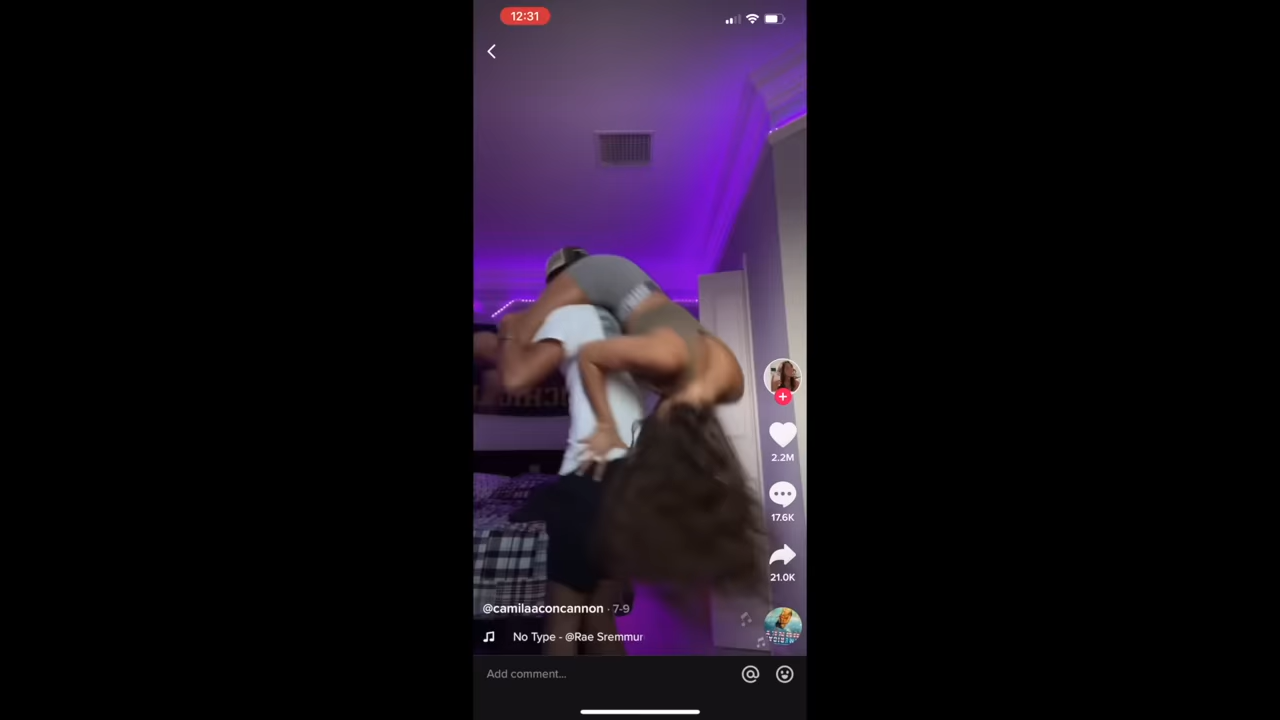 12:31
2.2M
17.6K
21.0K
@camilaaconcannon · 7-9
No Type - @Rae Sremmur
Add comment...